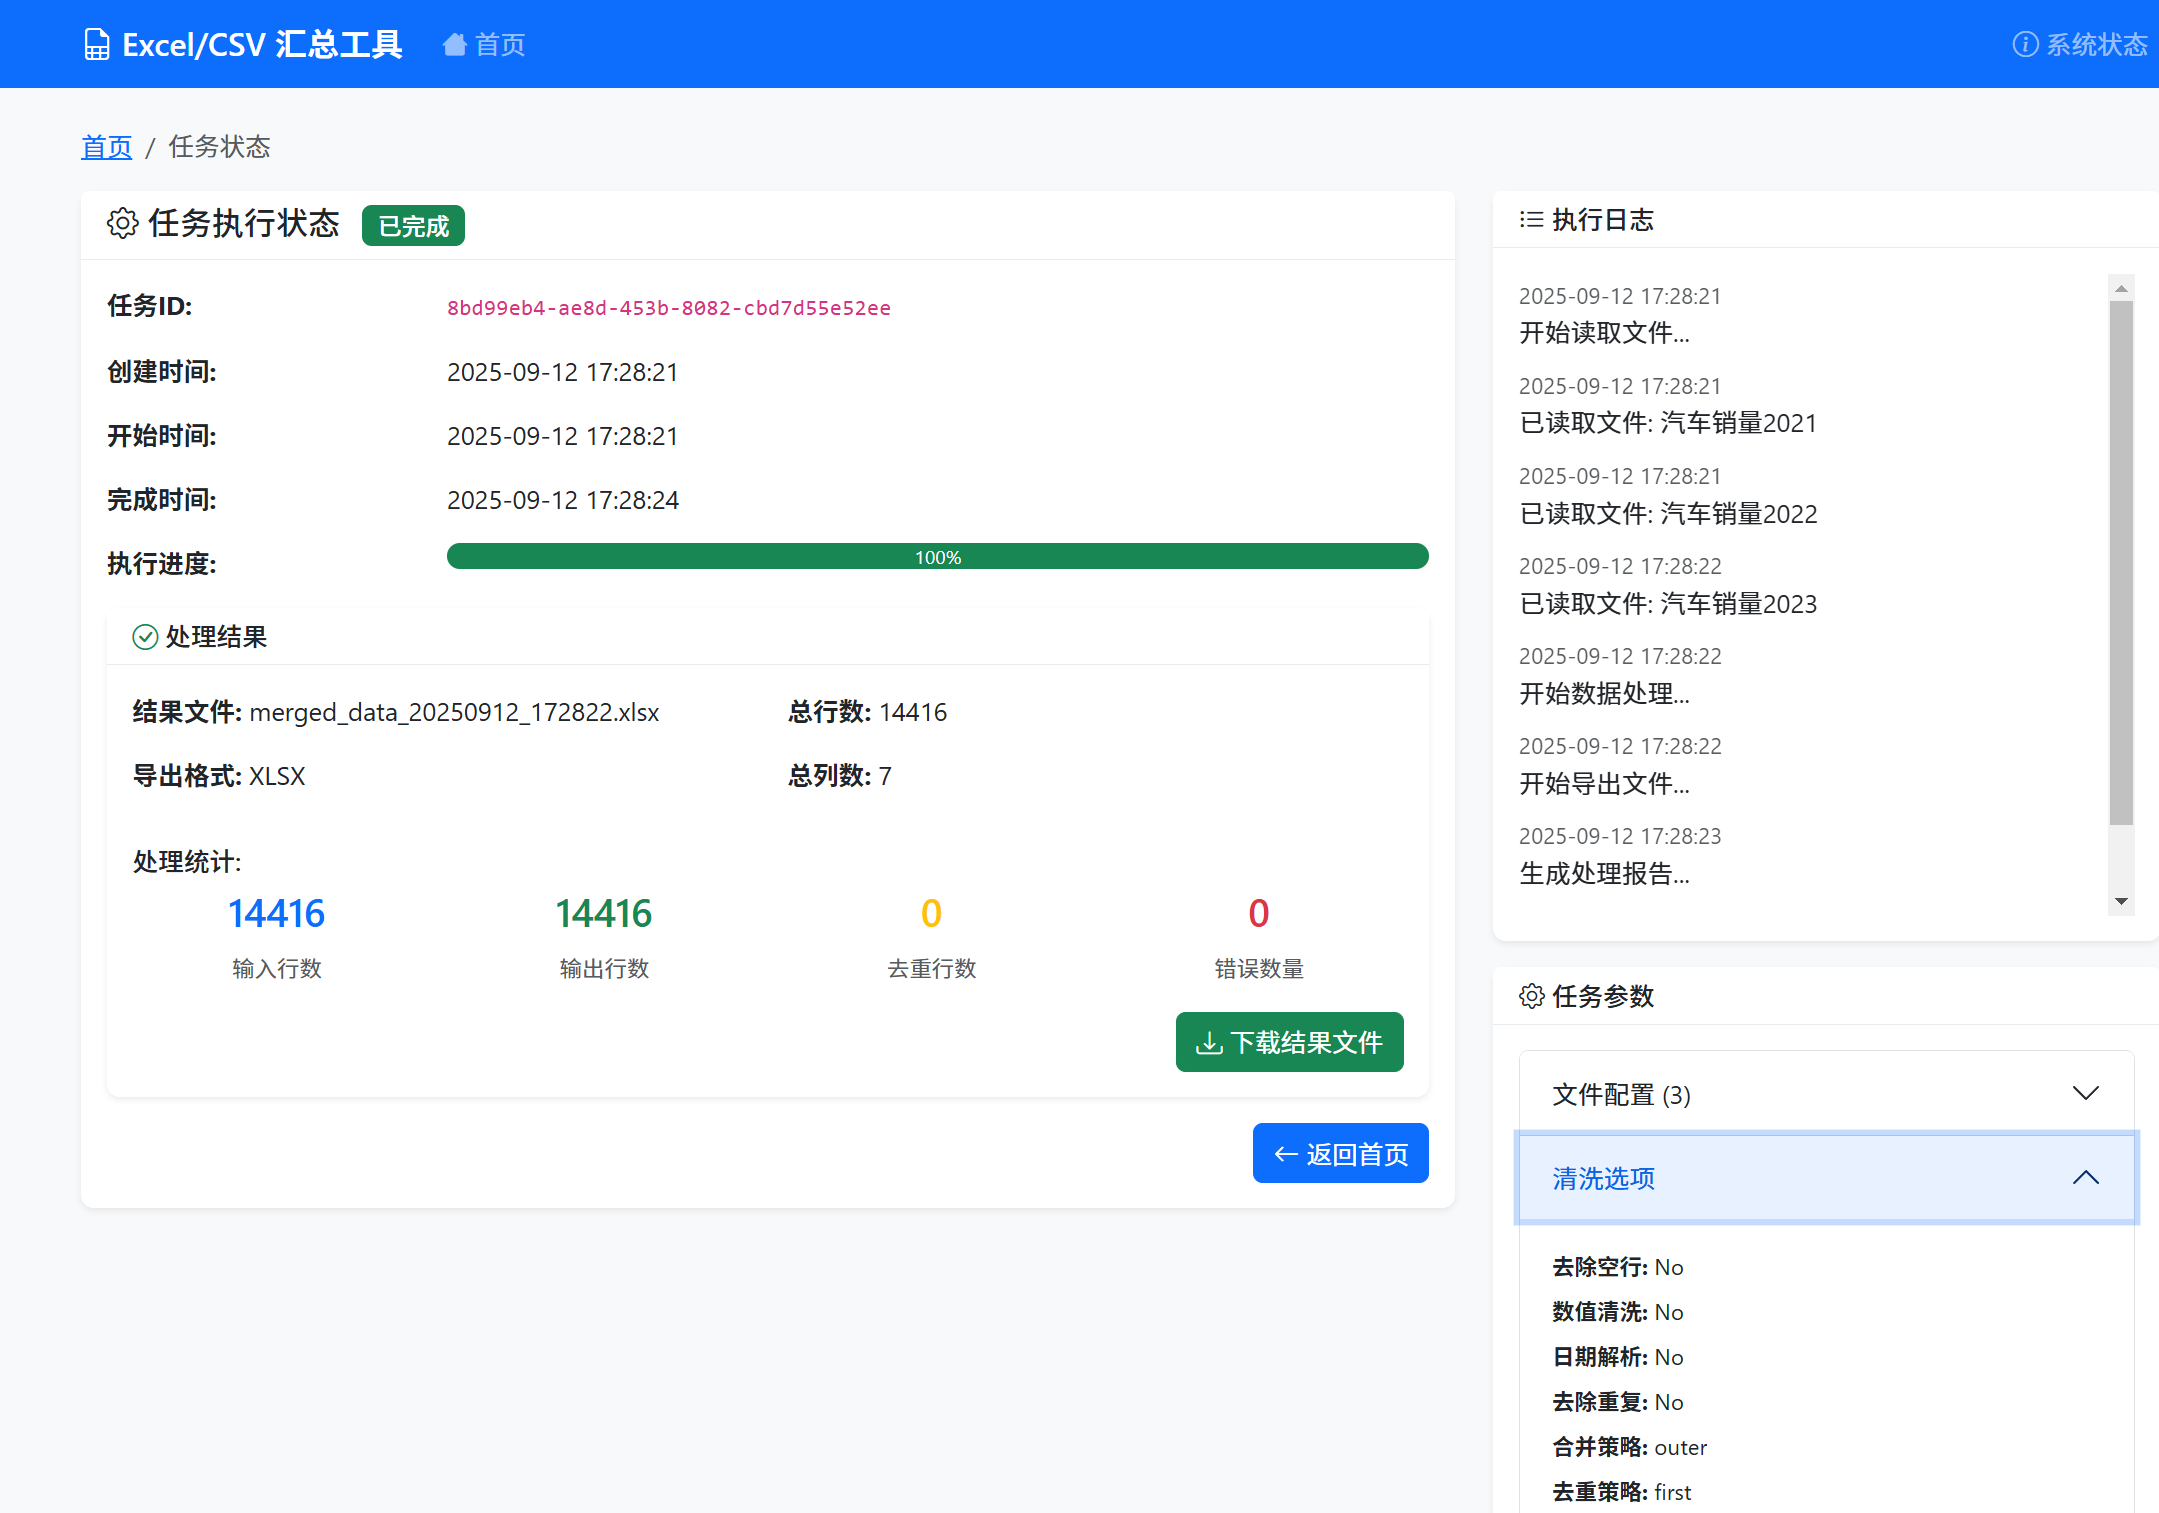 Excel/CSV 汇总工具 首页 系统状态
首页 / 任务状态
任务执行状态 已完成
任务ID: 8bd99eb4-ae8d-453b-8082-cbd7d55e52ee
创建时间: 2025-09-12 17:28:21
开始时间: 2025-09-12 17:28:21
完成时间: 2025-09-12 17:28:24
执行进度: 100%
处理结果
结果文件: merged_data_20250912_172822.xlsx 总行数: 14416
导出格式: XLSX 总列数: 7
处理统计:
14416 14416 0 0
输入行数 输出行数 去重行数 错误数量
下载结果文件
返回首页
执行日志
2025-09-12 17:28:21
开始读取文件...
2025-09-12 17:28:21
已读取文件: 汽车销量2021
2025-09-12 17:28:21
已读取文件: 汽车销量2022
2025-09-12 17:28:22
已读取文件: 汽车销量2023
2025-09-12 17:28:22
开始数据处理...
2025-09-12 17:28:22
开始导出文件...
2025-09-12 17:28:23
生成处理报告...
任务参数
文件配置 (3)
清洗选项
去除空行: No
数值清洗: No
日期解析: No
去除重复: No
合并策略: outer
去重策略: first